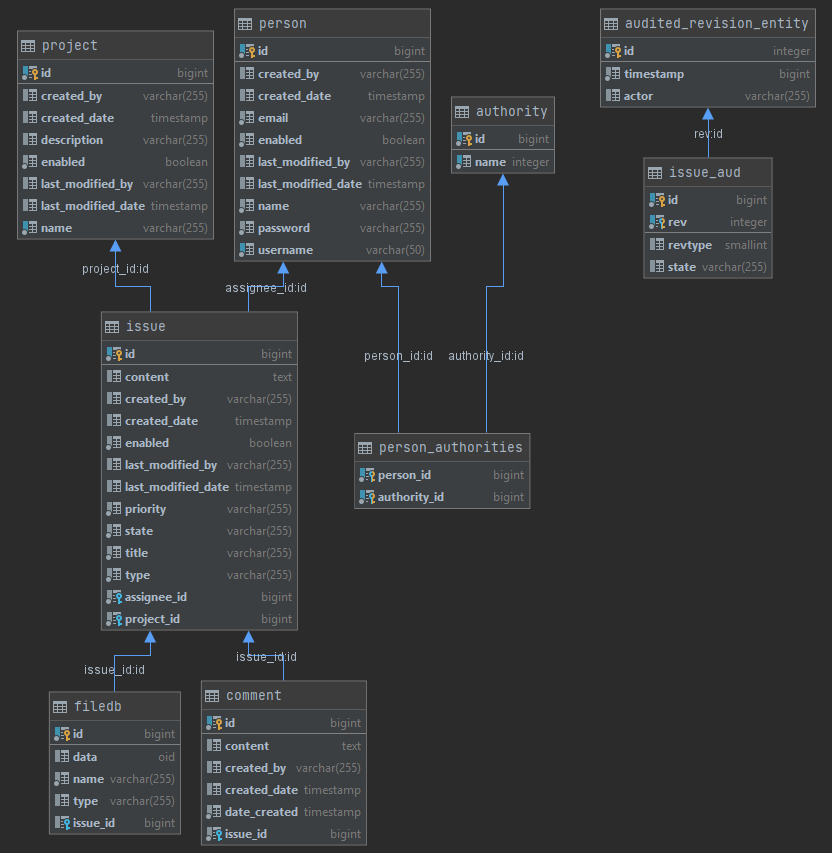 project
id bigint
created_by varchar(255)
created_date timestamp
description varchar(255)
enabled boolean
last_modified_by varchar(255)
last_modified_date timestamp
name varchar(255)
person
id bigint
created_by varchar(255)
created_date timestamp
email varchar(255)
enabled boolean
last_modified_by varchar(255)
last_modified_date timestamp
name varchar(255)
password varchar(255)
username varchar(50)
authority
id bigint
name integer
audited_revision_entity
id integer
timestamp bigint
actor varchar(255)
rev:id
issue_aud
id bigint
rev integer
revtype smallint
state varchar(255)
project_id:id
assignee_id:id
person_id:id
authority_id:id
issue
id bigint
content text
created_by varchar(255)
created_date timestamp
enabled boolean
last_modified_by varchar(255)
last_modified_date timestamp
priority varchar(255)
state varchar(255)
title varchar(255)
type varchar(255)
assignee_id bigint
project_id bigint
person_authorities
person_id bigint
authority_id bigint
issue_id:id
issue_id:id
filedb
id bigint
data oid
name varchar(255)
type varchar(255)
issue_id bigint
comment
id bigint
content text
created_by varchar(255)
created_date timestamp
date_created timestamp
issue_id bigint